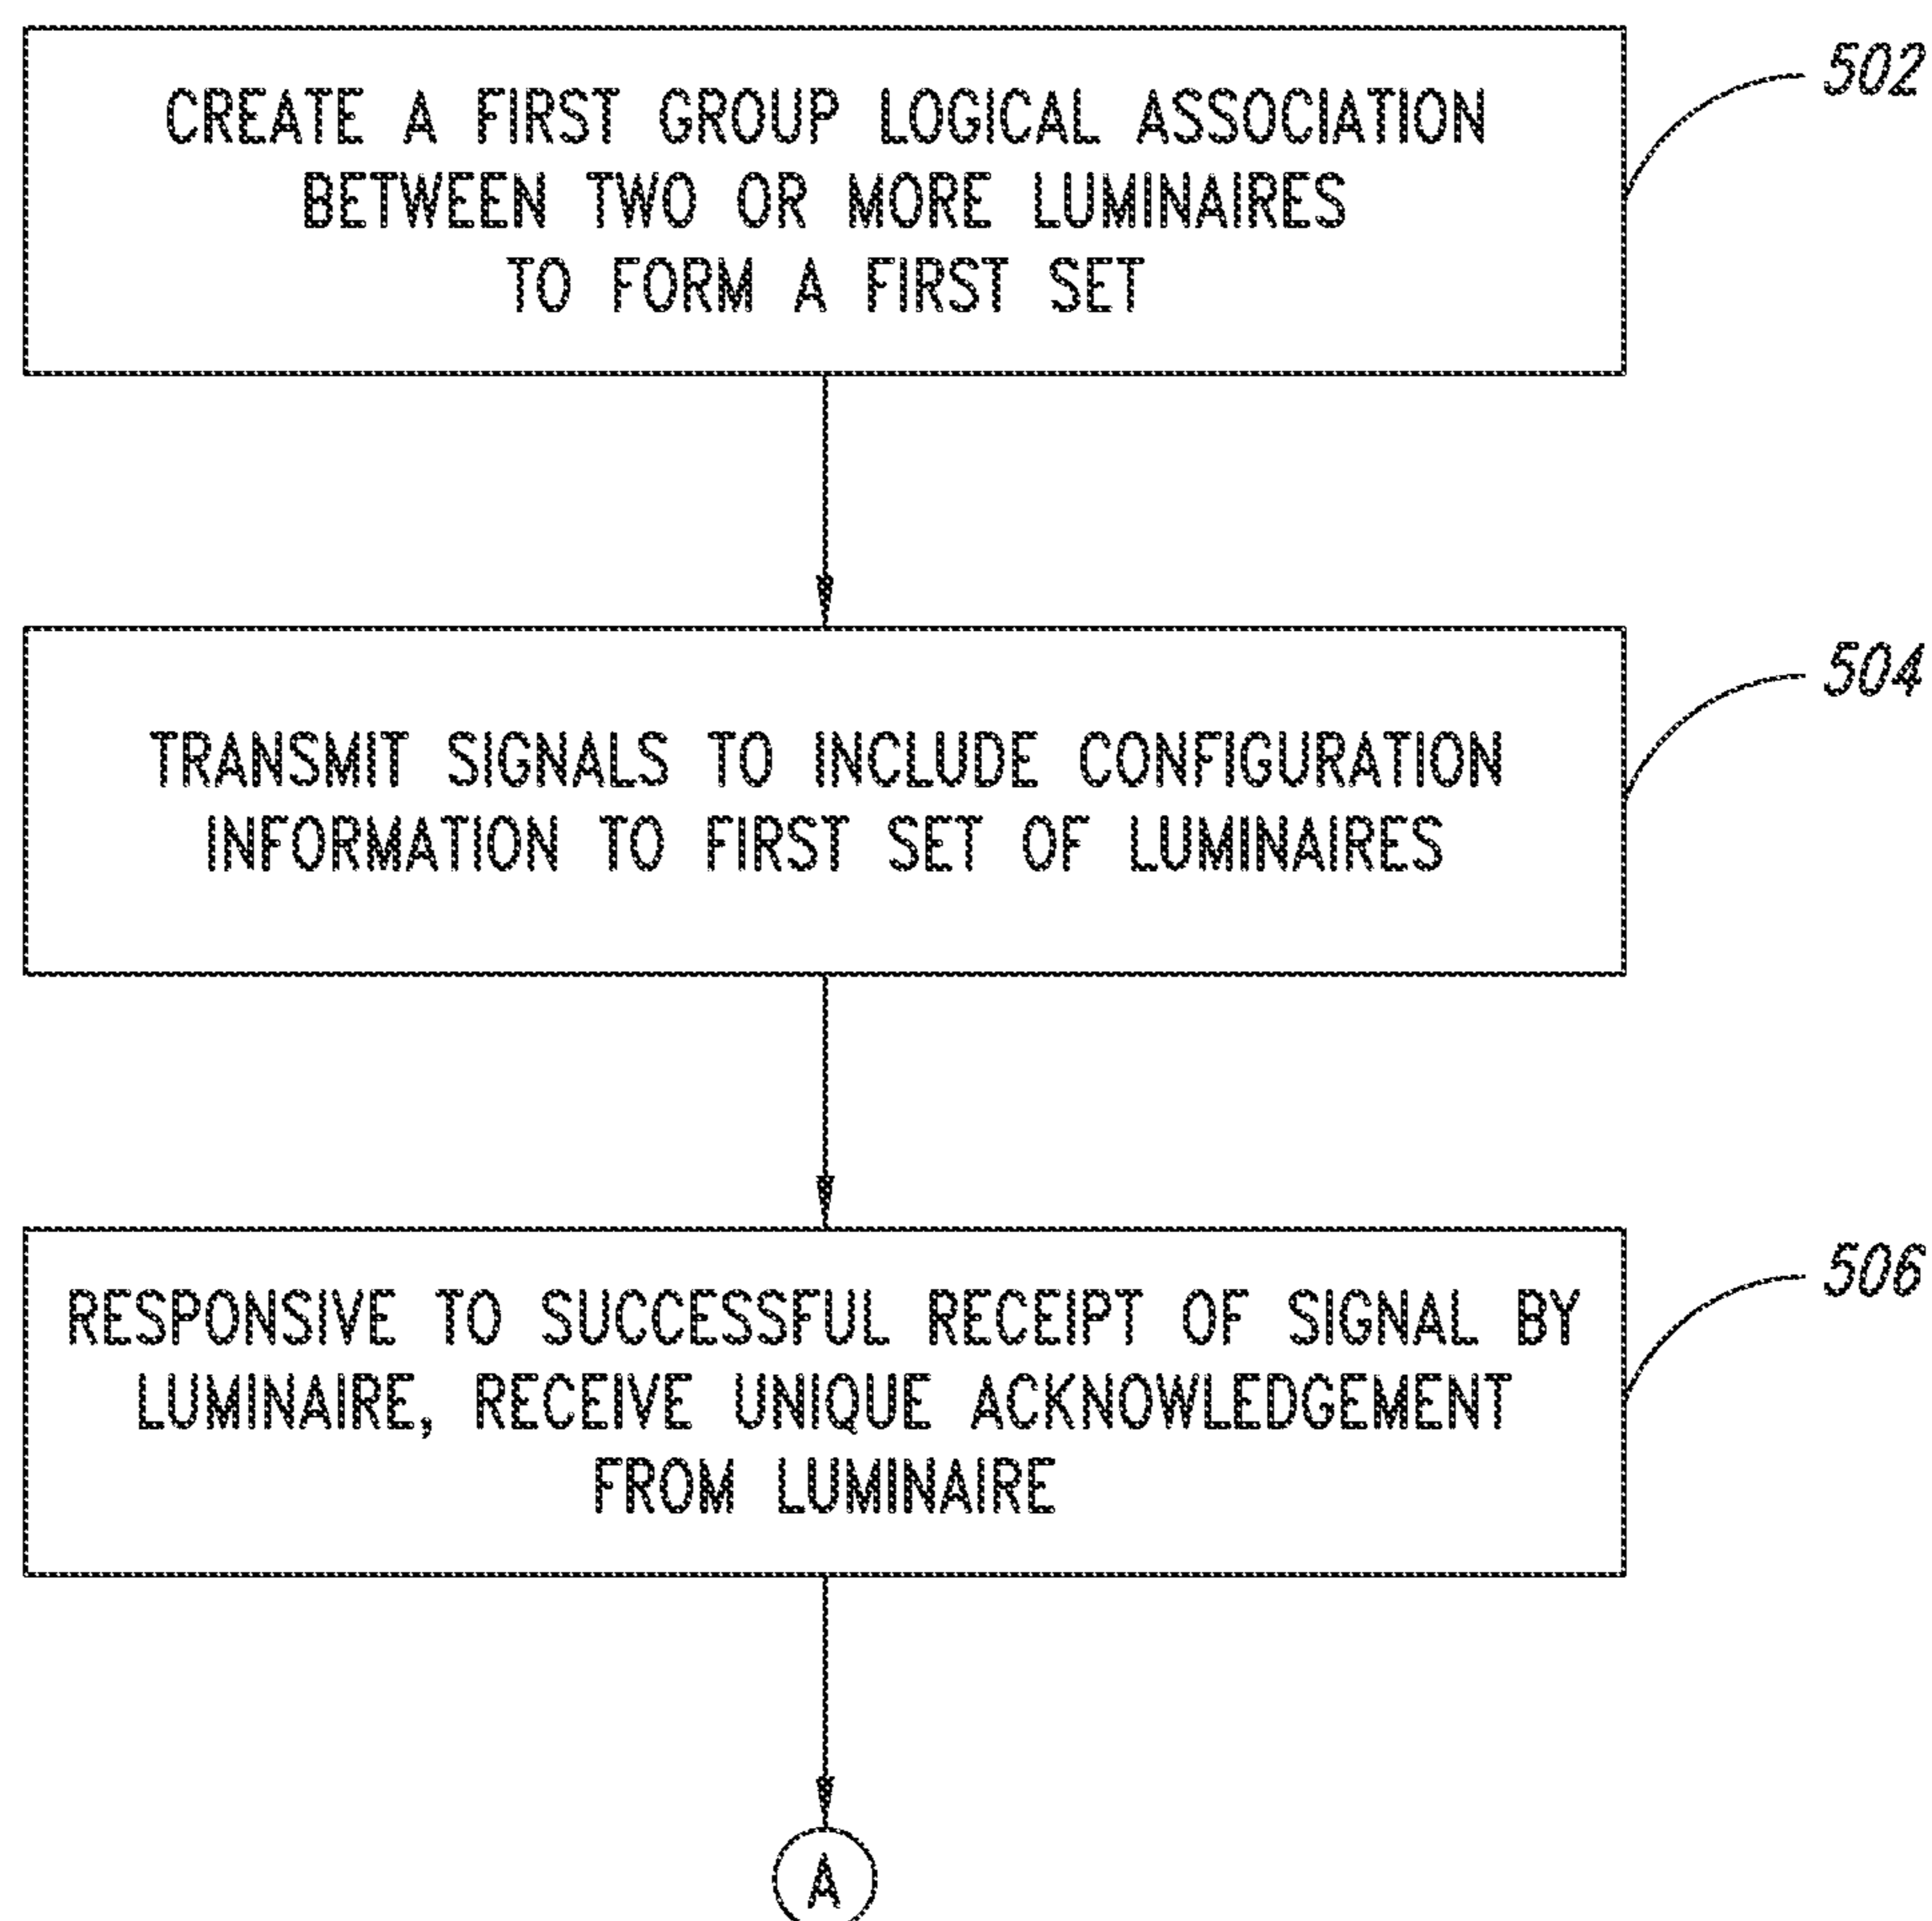 CREATE A FIRST GROUP LOGICAL ASSOCIATION
BETWEEN TWO OR MORE LUMINAIRES
TO FORM A FIRST SET
502
TRANSMIT SIGNALS TO INCLUDE CONFIGURATION
INFORMATION TO FIRST SET OF LUMINAIRES
504
RESPONSIVE TO SUCCESSFUL RECEIPT OF SIGNAL BY
LUMINAIRE, RECEIVE UNIQUE ACKNOWLEDGEMENT
FROM LUMINAIRE
506
A